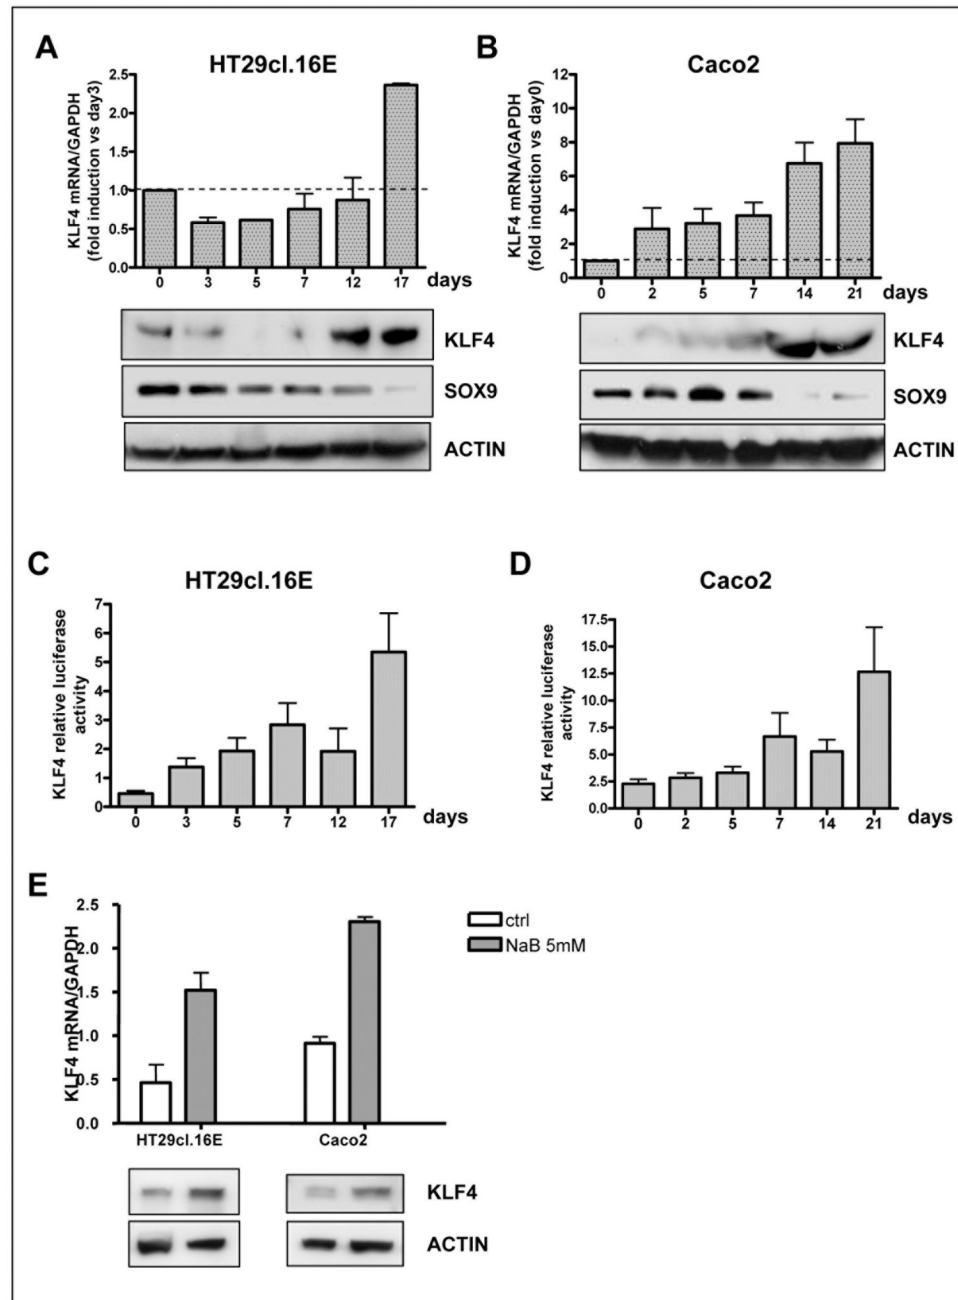 A
HT29cl.16E
KLF4 mRNA/GAPDH
(fold induction vs day3)
2.5
2.0
1.5
1.0
0.5
0.0
0 3 5 7 12 17 days
KLF4
SOX9
ACTIN
B
Caco2
KLF4 mRNA/GAPDH
(fold induction vs day0)
12
10
8
6
4
2
0
0 2 5 7 14 21 days
KLF4
SOX9
ACTIN
C
HT29cl.16E
KLF4 relative luciferase
activity
7
6
5
4
3
2
1
0
0 3 5 7 12 17 days
D
Caco2
KLF4 relative luciferase
activity
17.5
15.0
12.5
10.0
7.5
5.0
2.5
0.0
0 2 5 7 14 21 days
E
KLF4 mRNA/GAPDH
2.5
2.0
1.5
1.0
0.5
0.0
HT29cl.16E Caco2
ctrl
NaB 5mM
KLF4
ACTIN